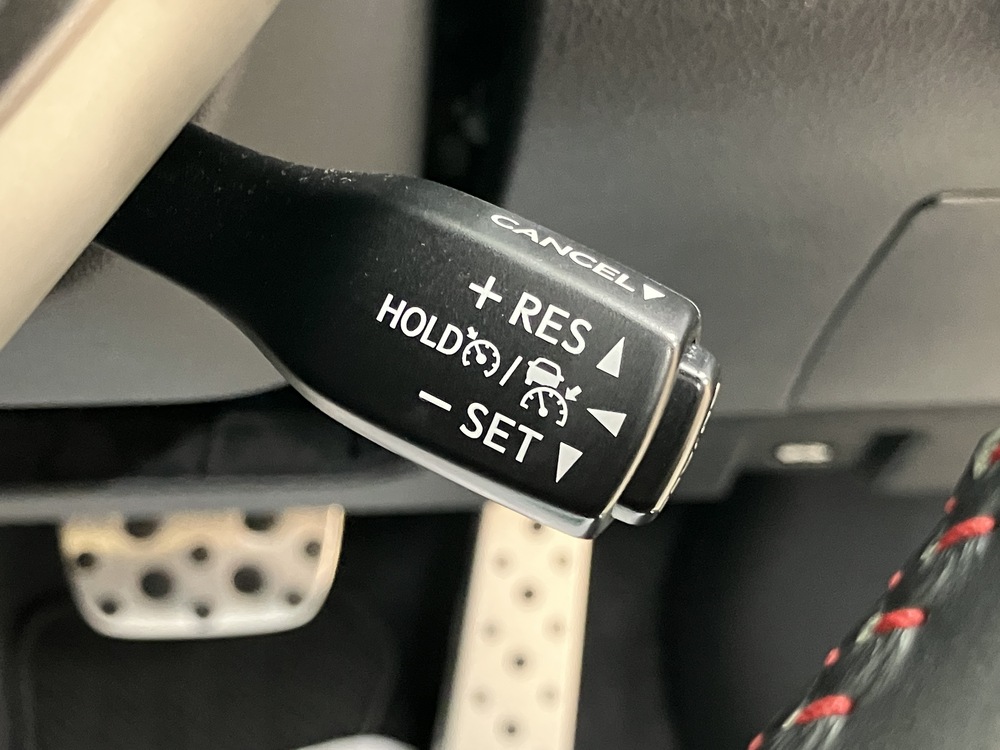 CANCEL ▼
+ RES ▲
HOLD / ◀
− SET ▼